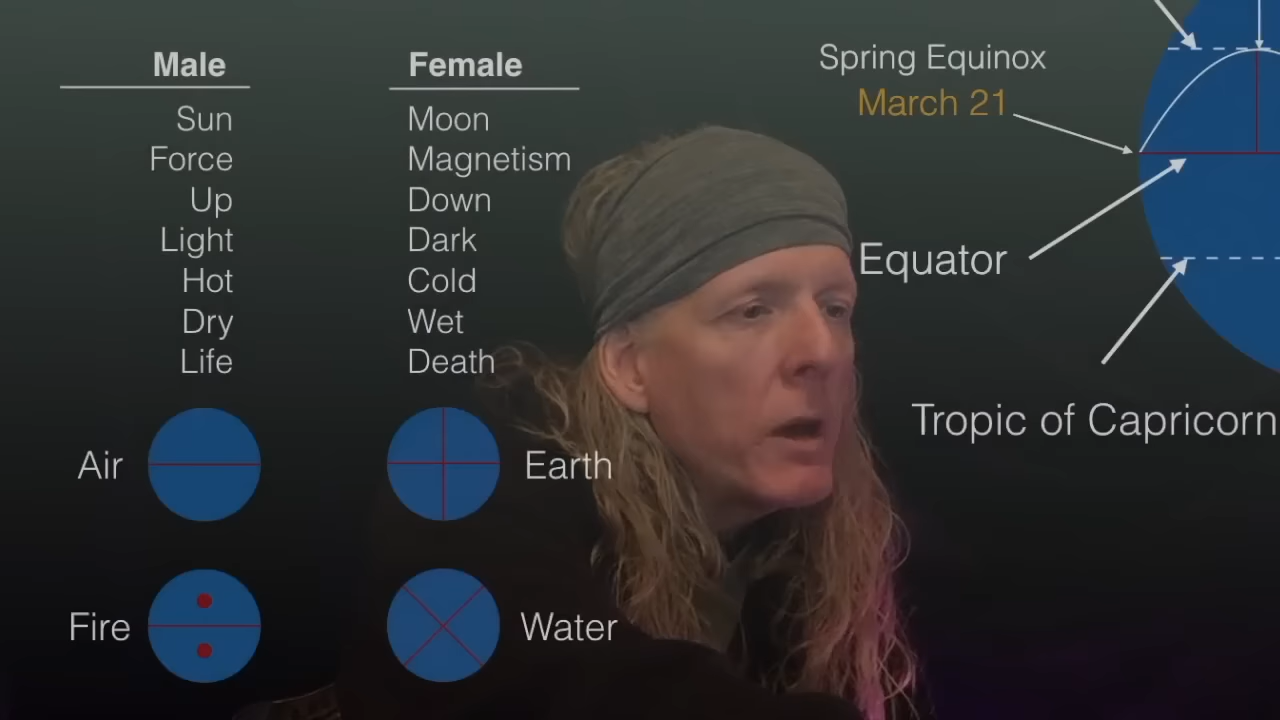 Male
Female
Sun
Moon
Force
Magnetism
Up
Down
Light
Dark
Hot
Cold
Dry
Wet
Life
Death
Air
Earth
Fire
Water
Spring Equinox
March 21
Equator
Tropic of Capricorn